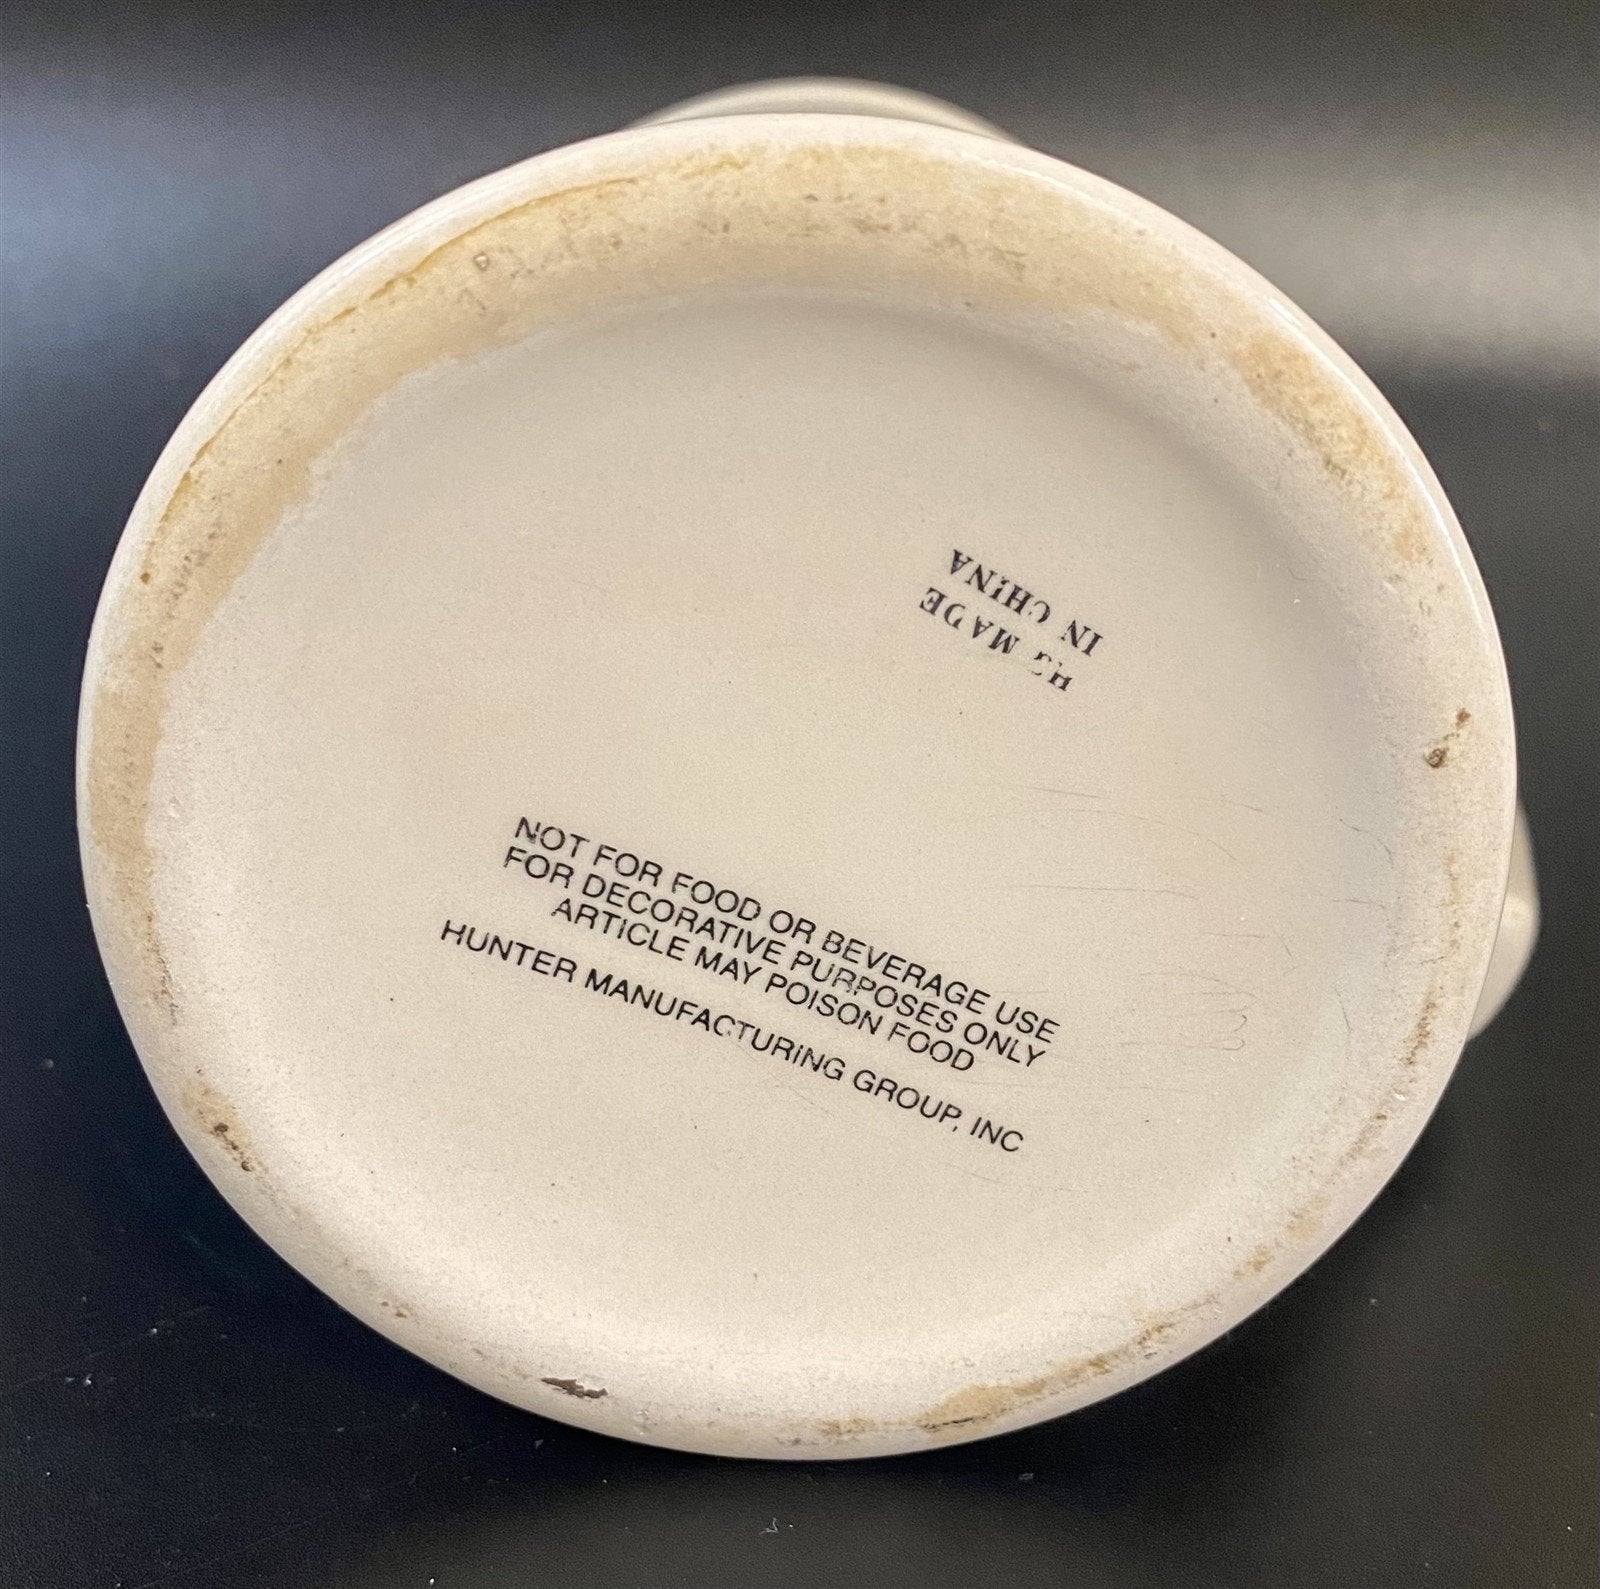 HG MADE
IN CHINA
NOT FOR FOOD OR BEVERAGE USE
FOR DECORATIVE PURPOSES ONLY
ARTICLE MAY POISON FOOD
HUNTER MANUFACTURING GROUP, INC